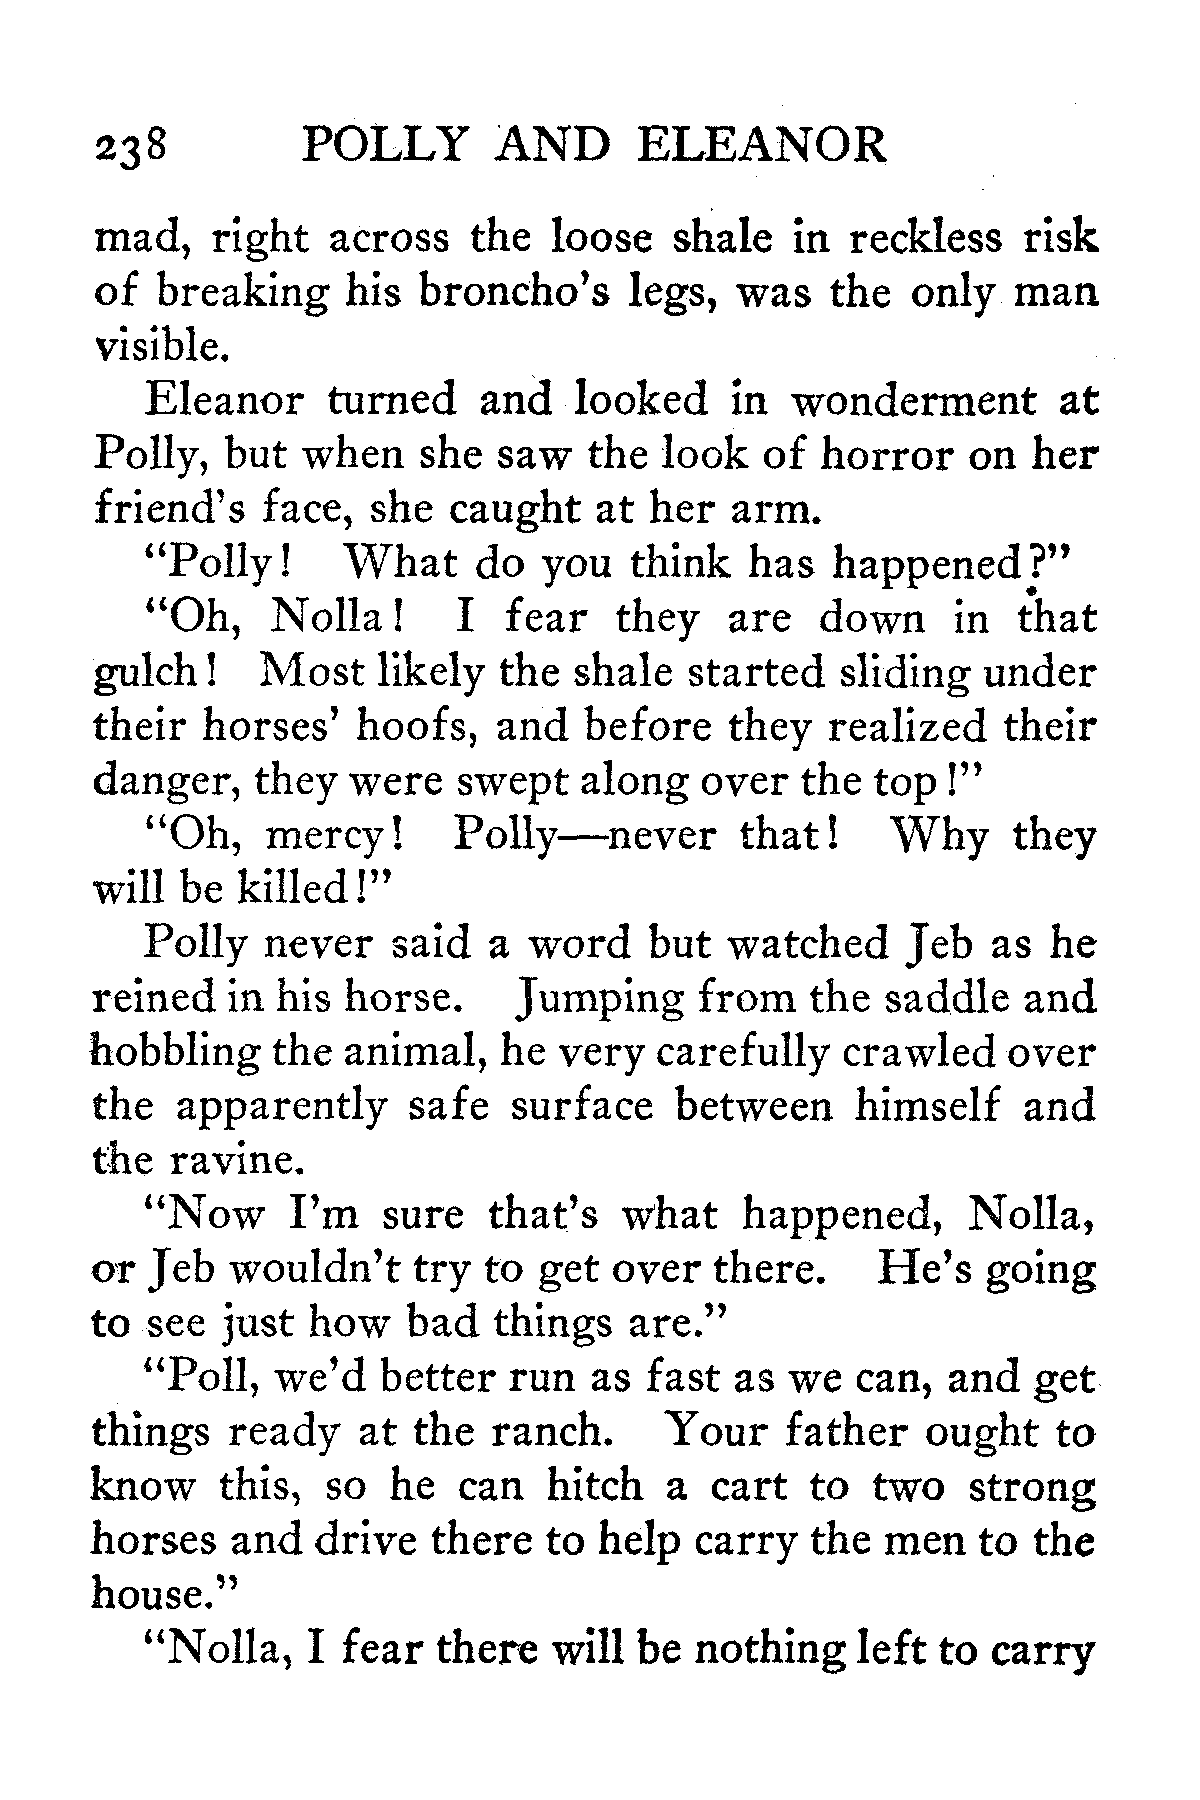 238 POLLY AND ELEANOR
mad, right across the loose shale in reckless risk
of breaking his broncho's legs, was the only man
visible.
Eleanor turned and looked in wonderment at
Polly, but when she saw the look of horror on her
friend's face, she caught at her arm.
"Polly! What do you think has happened?"
"Oh, Nolla! I fear they are down in that
gulch! Most likely the shale started sliding under
their horses' hoofs, and before they realized their
danger, they were swept along over the top!"
"Oh, mercy! Polly—never that! Why they
will be killed!"
Polly never said a word but watched Jeb as he
reined in his horse. Jumping from the saddle and
hobbling the animal, he very carefully crawled over
the apparently safe surface between himself and
the ravine.
"Now I'm sure that's what happened, Nolla,
or Jeb wouldn't try to get over there. He's going
to see just how bad things are."
"Poll, we'd better run as fast as we can, and get
things ready at the ranch. Your father ought to
know this, so he can hitch a cart to two strong
horses and drive there to help carry the men to the
house."
"Nolla, I fear there will be nothing left to carry